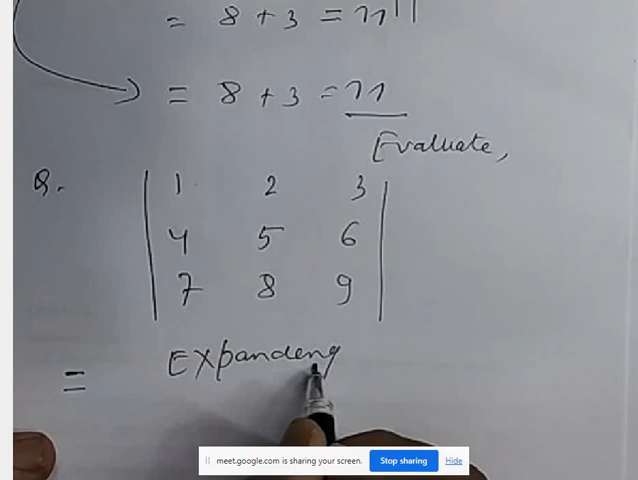 = 8 + 3 = 11 ||
= 8 + 3 = 11
Evaluate,
Q. | 1 2 3 |
| 4 5 6 |
| 7 8 9 |
= Expandeng
|| meet.google.com is sharing your screen. Stop sharing Hide